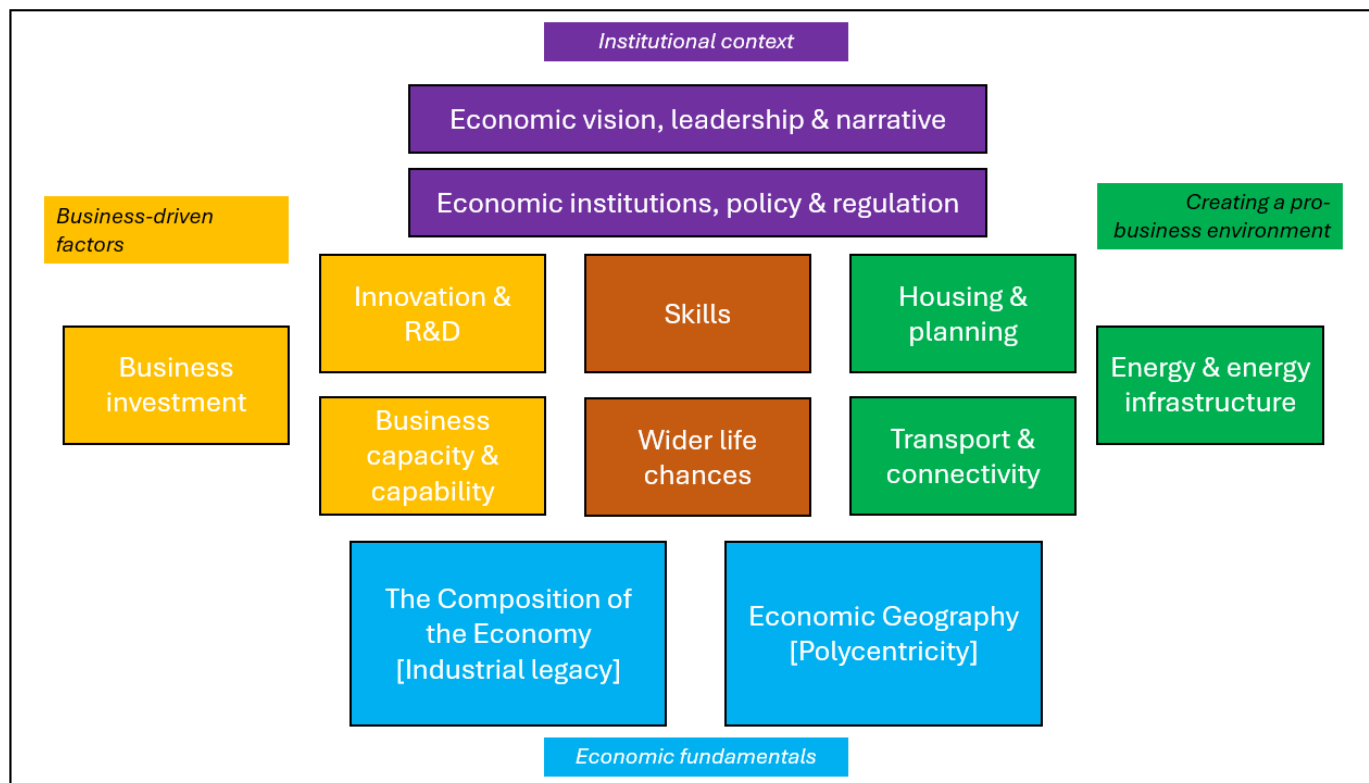 Institutional context
Economic vision, leadership & narrative
Economic institutions, policy & regulation
Business-driven
factors
Creating a pro-
business environment
Innovation &
R&D
Skills
Housing &
planning
Business
investment
Energy & energy
infrastructure
Business
capacity &
capability
Wider life
chances
Transport &
connectivity
The Composition of
the Economy
[Industrial legacy]
Economic Geography
[Polycentricity]
Economic fundamentals